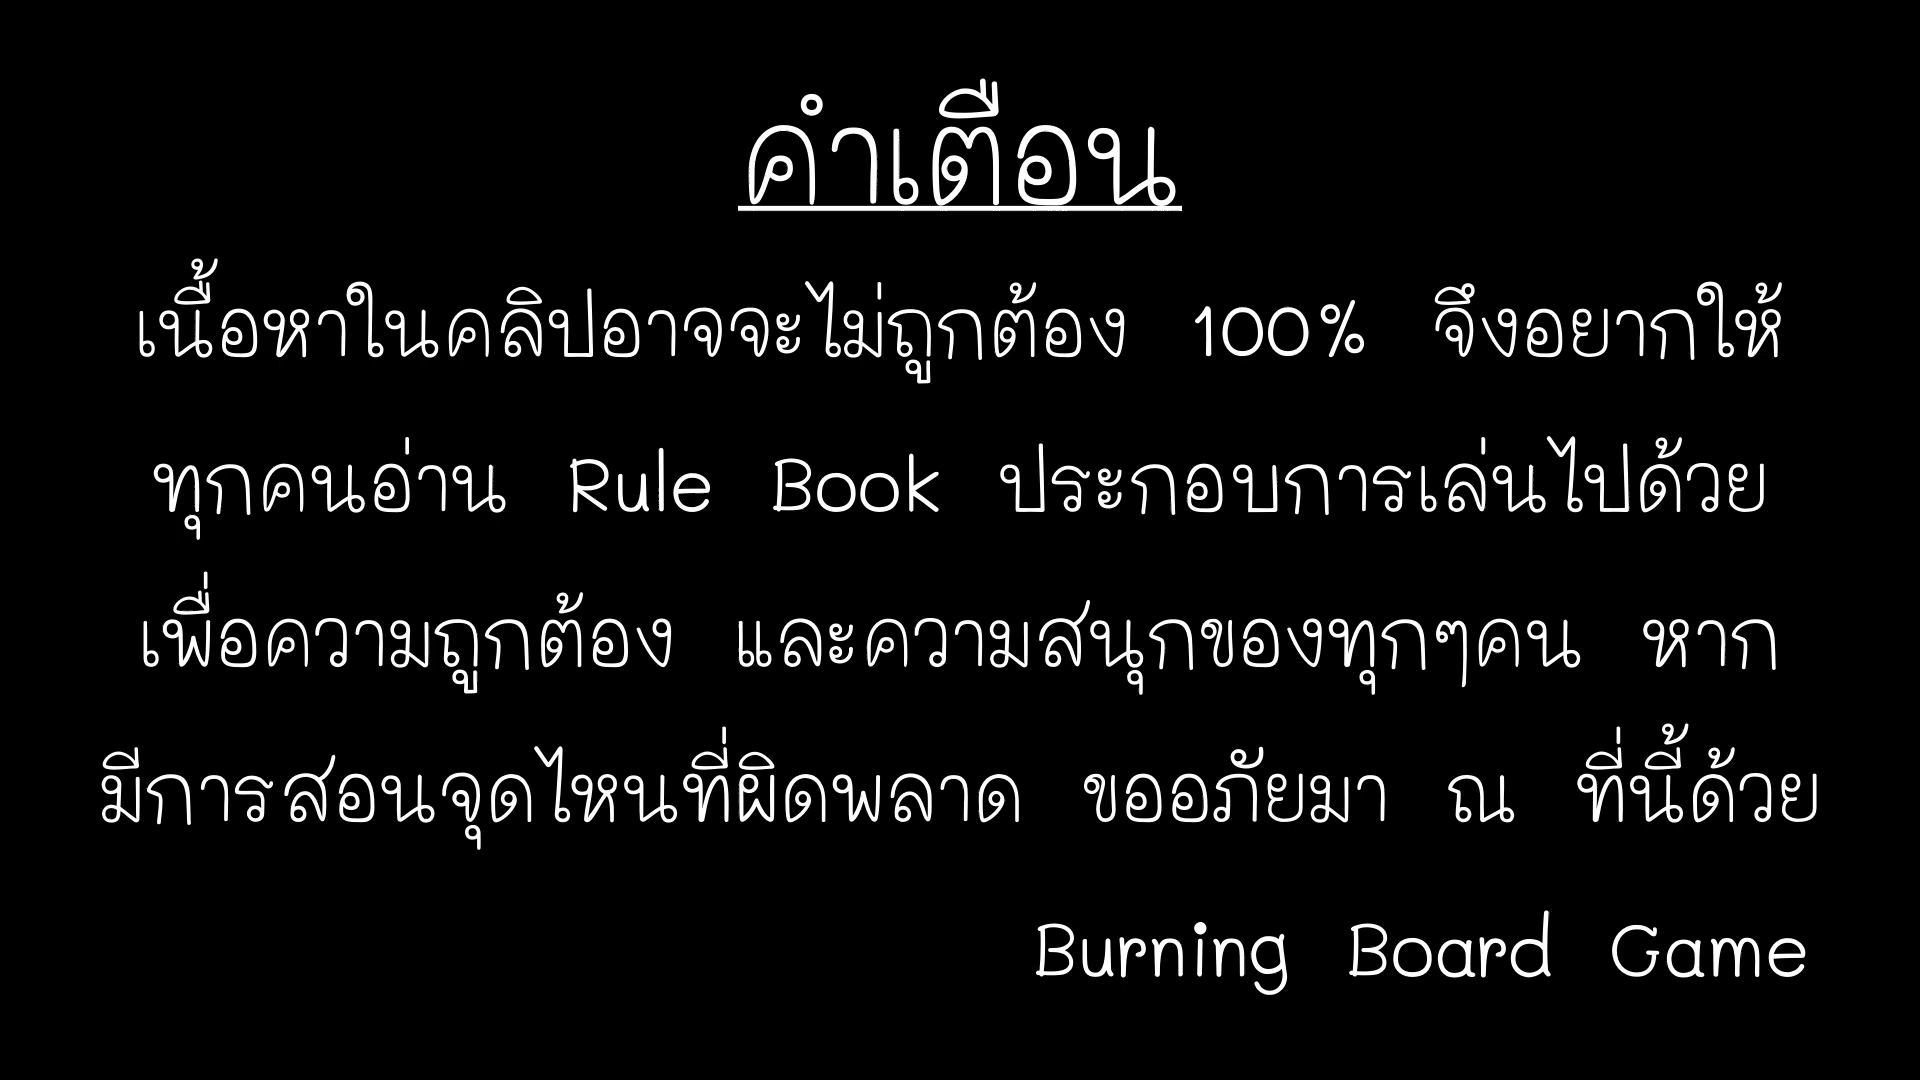 คำเตือน
เนื้อหาในคลิปอาจจะไม่ถูกต้อง 100% จึงอยากให้
ทุกคนอ่าน Rule Book ประกอบการเล่นไปด้วย
เพื่อความถูกต้อง และความสนุกของทุกๆคน หาก
มีการสอนจุดไหนที่ผิดพลาด ขออภัยมา ณ ที่นี้ด้วย
Burning Board Game